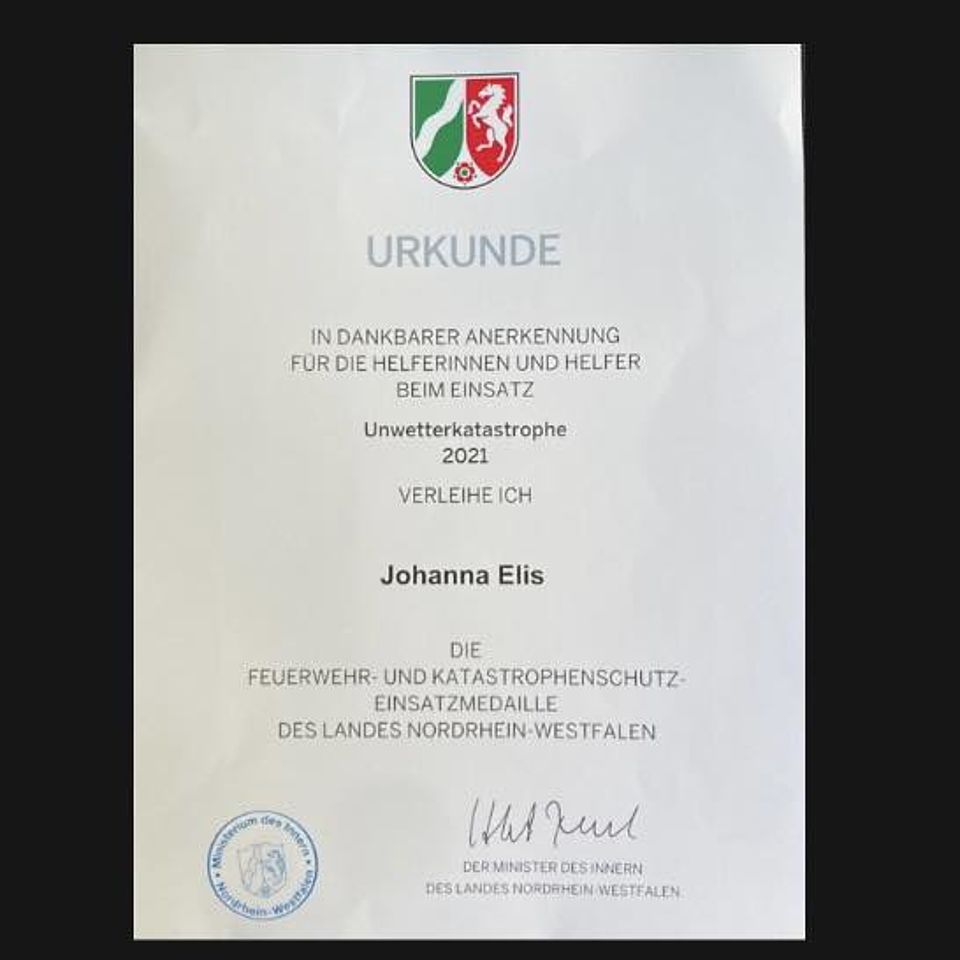 URKUNDE
IN DANKBARER ANERKENNUNG
FÜR DIE HELFERINNEN UND HELFER
BEIM EINSATZ
Unwetterkatastrophe
2021
VERLEIHE ICH
Johanna Elis
DIE
FEUERWEHR- UND KATASTROPHENSCHUTZ-
EINSATZMEDAILLE
DES LANDES NORDRHEIN-WESTFALEN
DER MINISTER DES INNERN
DES LANDES NORDRHEIN-WESTFALEN
Ministerium des Innern
Nordrhein-Westfalen